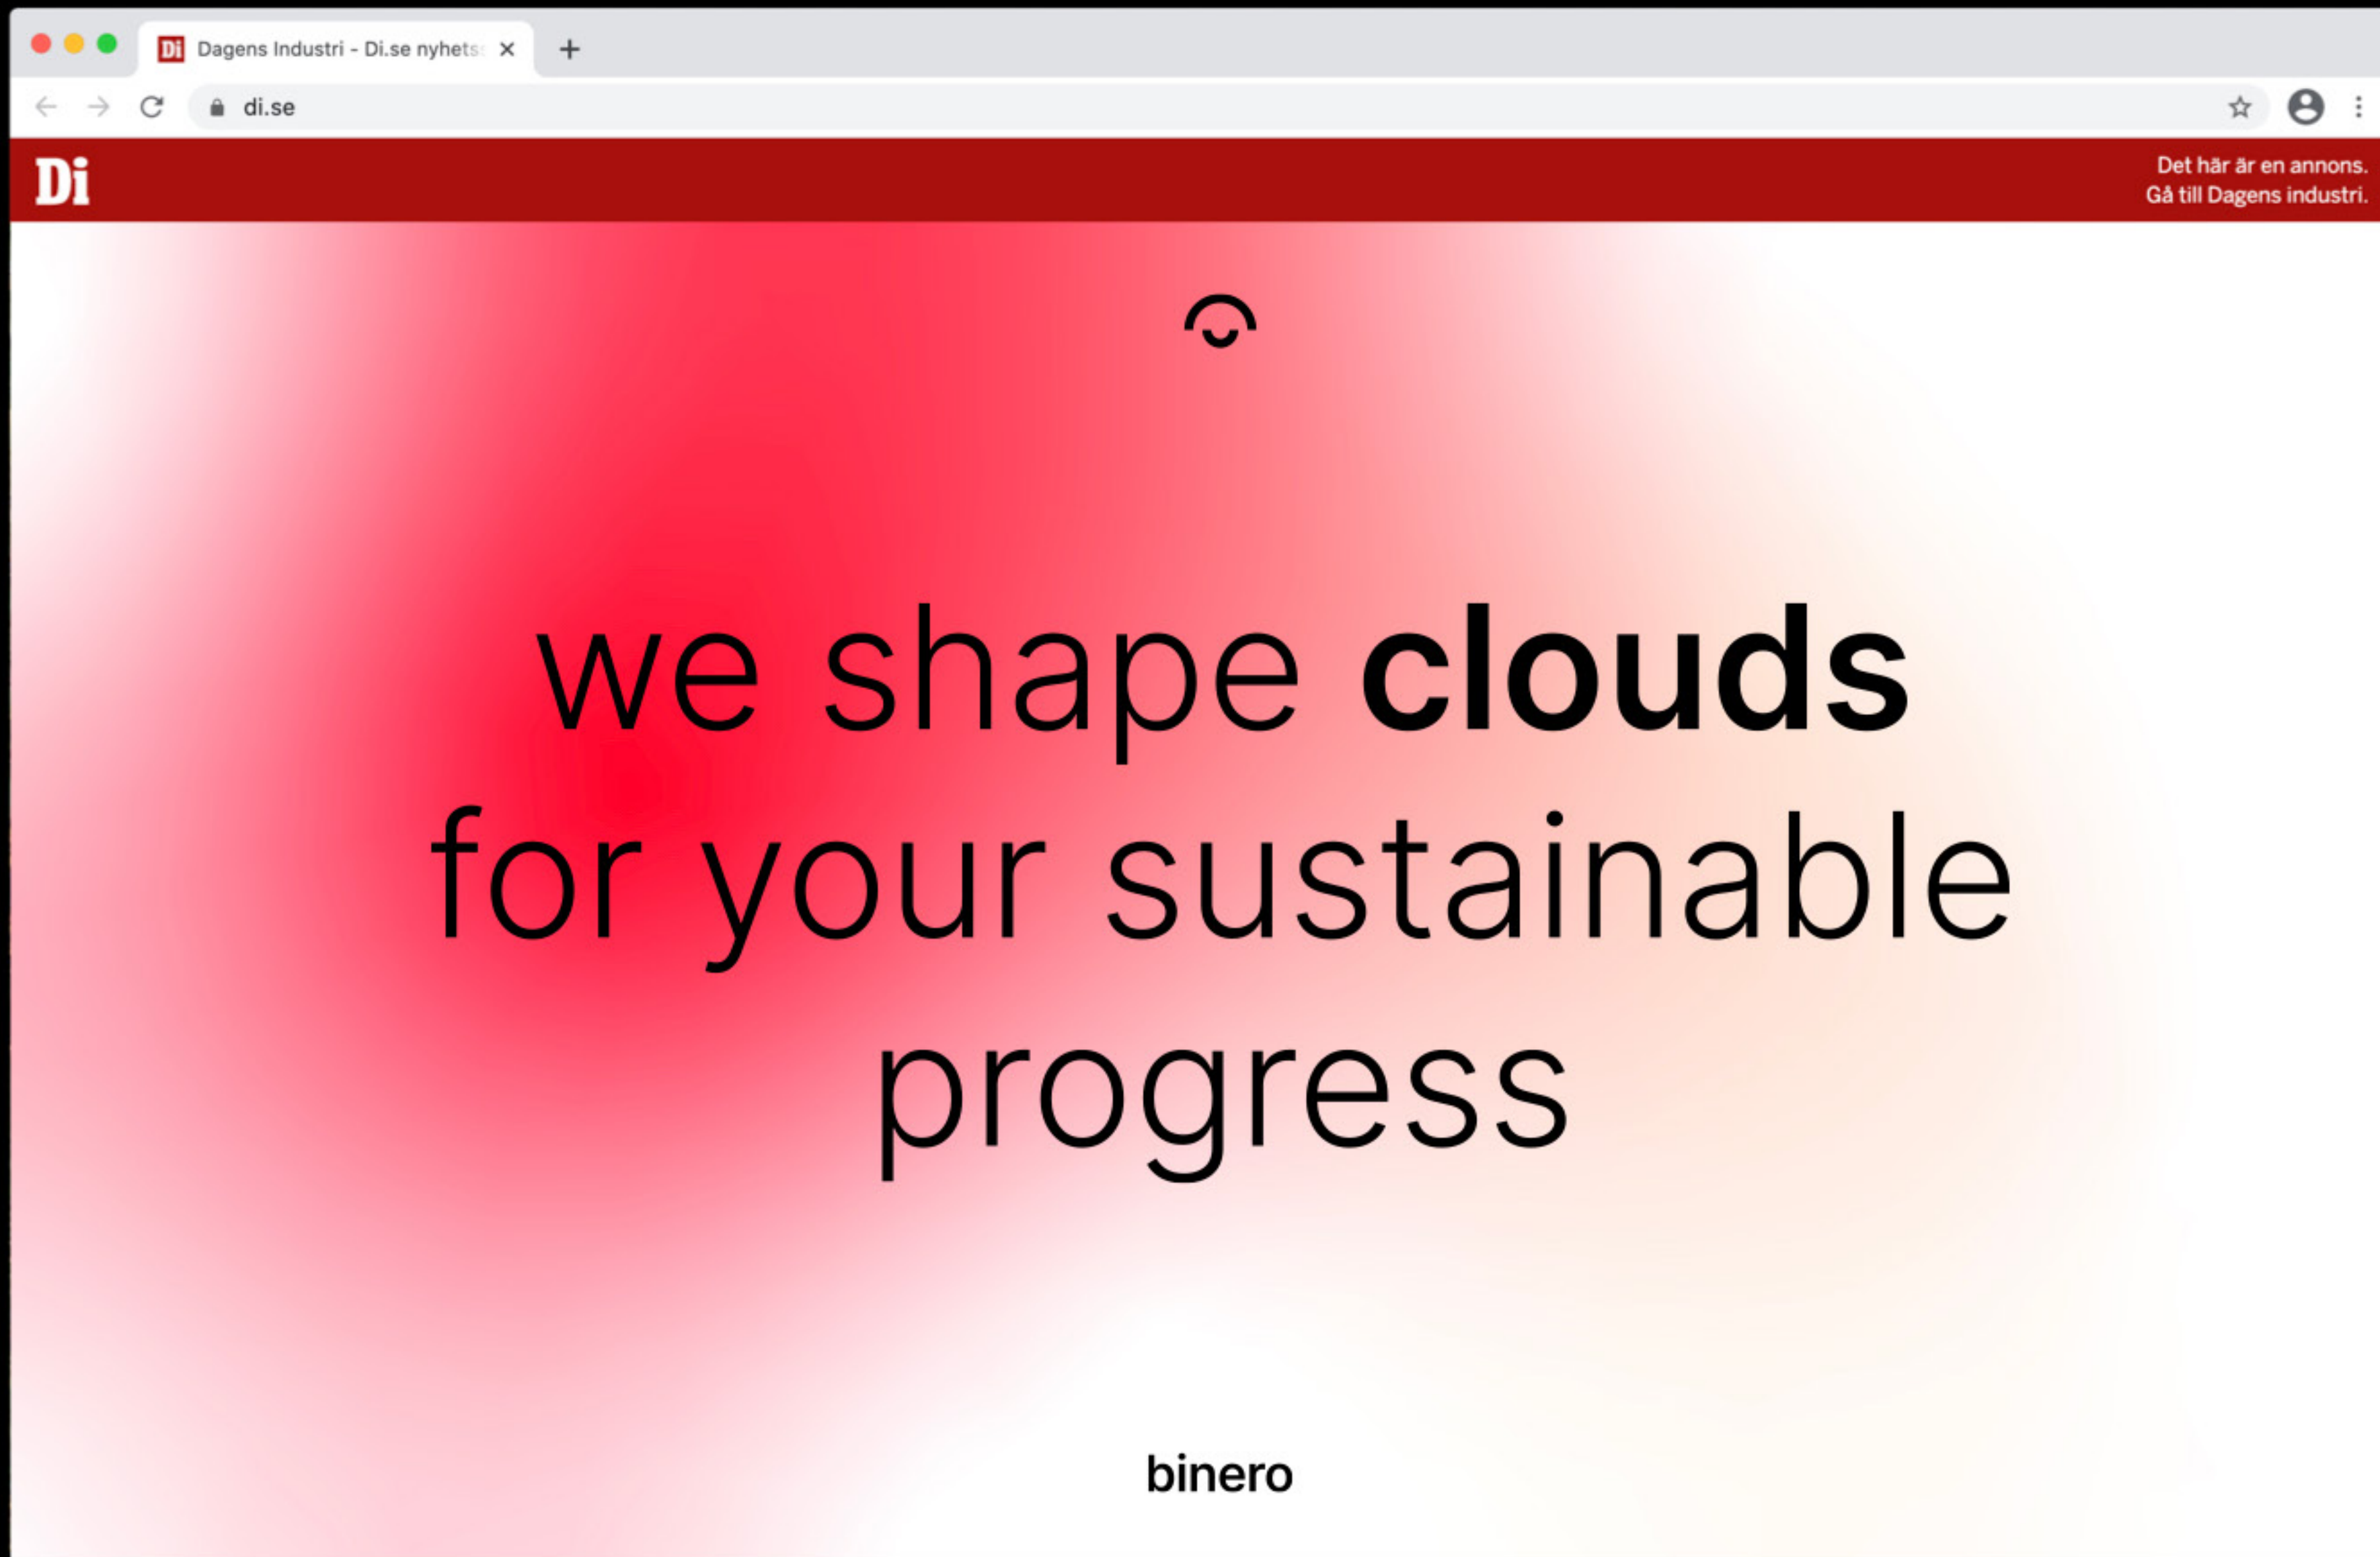 Di Dagens Industri - Di.se nyhets
di.se
Di
Det här är en annons.
Gå till Dagens industri.
we shape clouds
for your sustainable
progress
binero